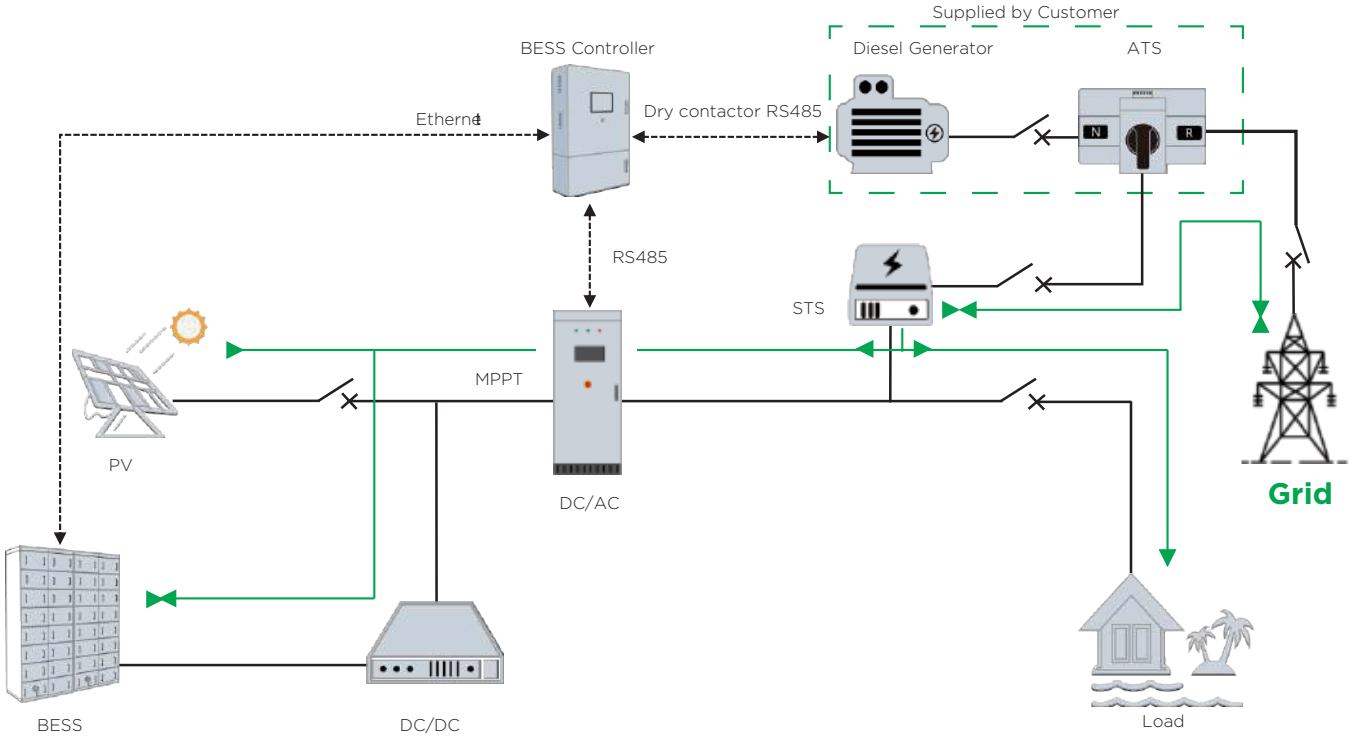 Supplied by Customer
BESS Controller
Diesel Generator
ATS
Ethernet
Dry contactor RS485
N
R
RS485
STS
MPPT
PV
DC/AC
Grid
BESS
DC/DC
Load